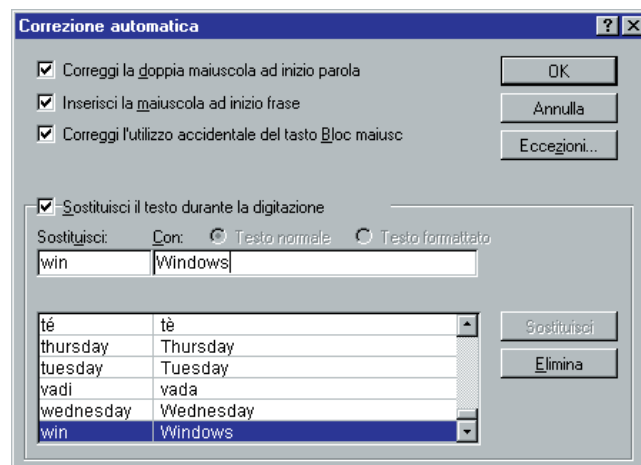 Correzione automatica
Correggi la doppia maiuscola ad inizio parola
OK
Inserisci la maiuscola ad inizio frase
Annulla
Correggi l'utilizzo accidentale del tasto Bloc maiusc
Eccezioni...
Sostituisci il testo durante la digitazione
Sostituisci: Con: Testo normale Testo formattato
win Windows
té tè Sostituisci
thursday Thursday
tuesday Tuesday Elimina
vadi vada
wednesday Wednesday
win Windows